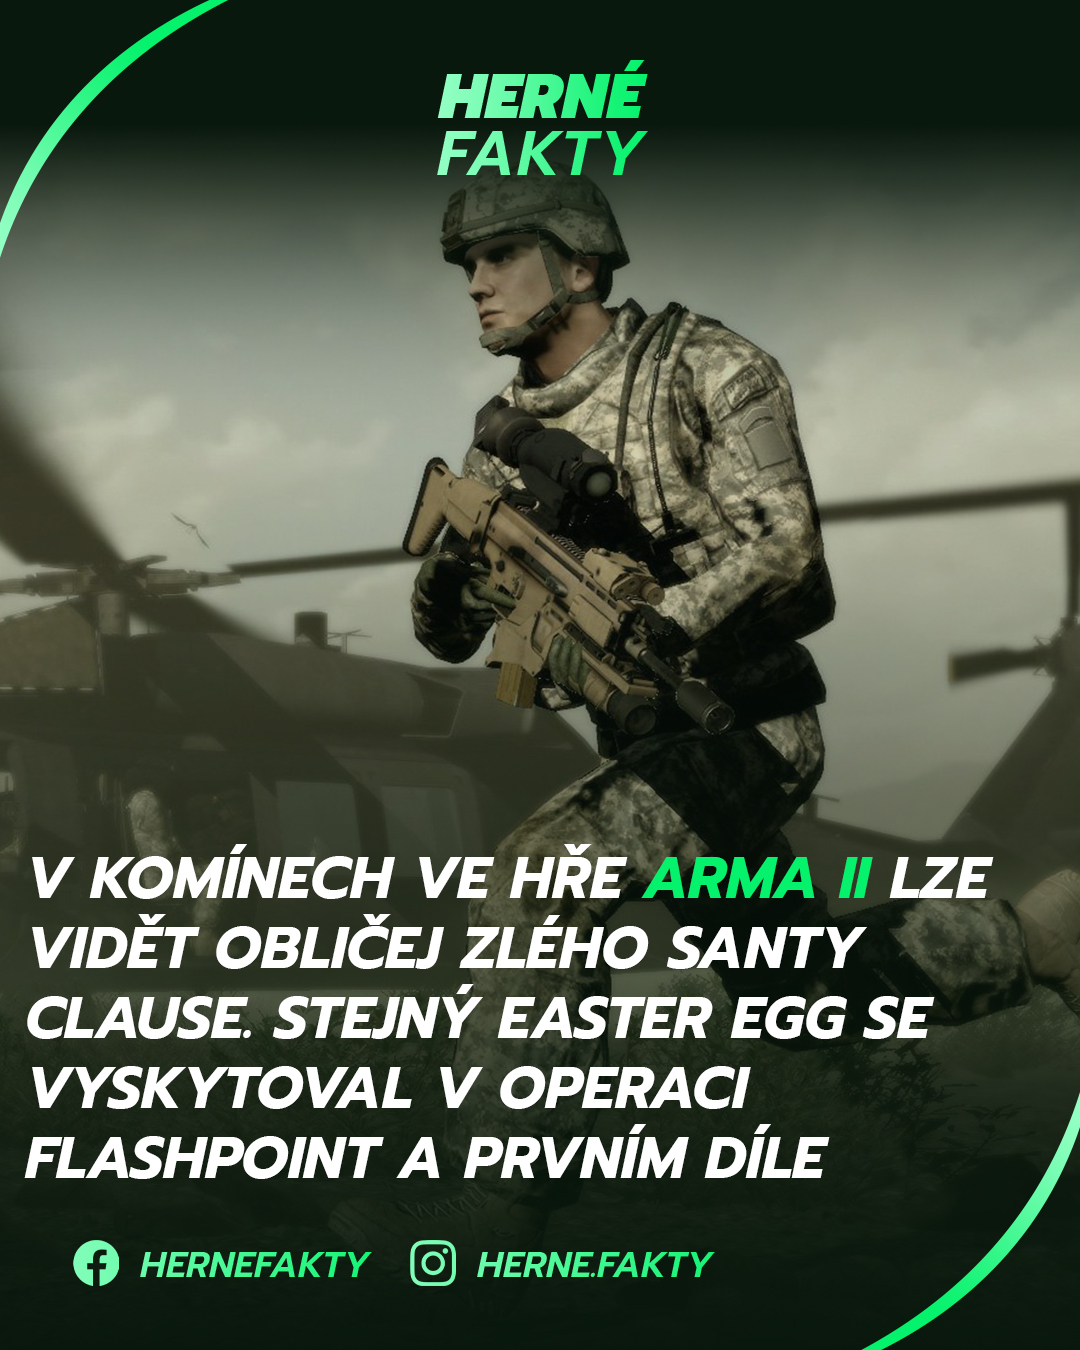 HERNÉ
FAKTY
V KOMÍNECH VE HŘE ARMA II LZE
VIDĚT OBLIČEJ ZLÉHO SANTY
CLAUSE. STEJNÝ EASTER EGG SE
VYSKYTOVAL V OPERACI
FLASHPOINT A PRVNÍM DÍLE
HERNEFAKTY HERNE.FAKTY